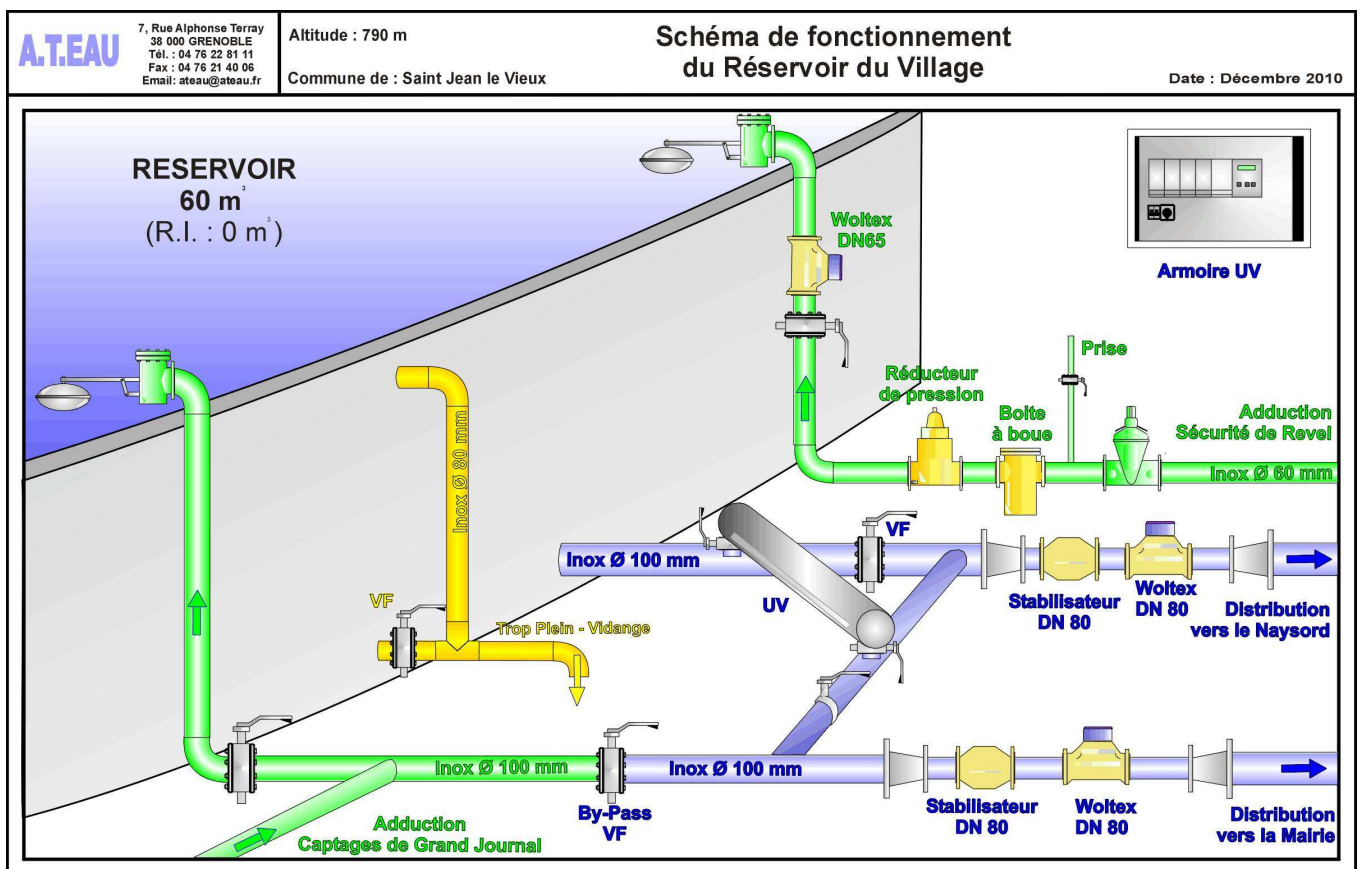 A.T.EAU
7, Rue Alphonse Terray
38 000 GRENOBLE
Tél. : 04 76 22 81 11
Fax : 04 76 21 40 06
Email: ateau@ateau.fr
Altitude : 790 m
Commune de : Saint Jean le Vieux
Schéma de fonctionnement
du Réservoir du Village
Date : Décembre 2010
RESERVOIR
60 m³
(R.I. : 0 m³)
Woltex
DN65
Armoire UV
Prise
Réducteur
de pression
Boite
à boue
Adduction
Sécurité de Revel
Inox Ø 60 mm
Inox Ø 80 mm
VF
Inox Ø 100 mm
UV
Stabilisateur
DN 80
Woltex
DN 80
Distribution
vers le Naysord
VF
Trop Plein - Vidange
Inox Ø 100 mm
Inox Ø 100 mm
By-Pass
VF
Adduction
Captages de Grand Journal
Stabilisateur
DN 80
Woltex
DN 80
Distribution
vers la Mairie